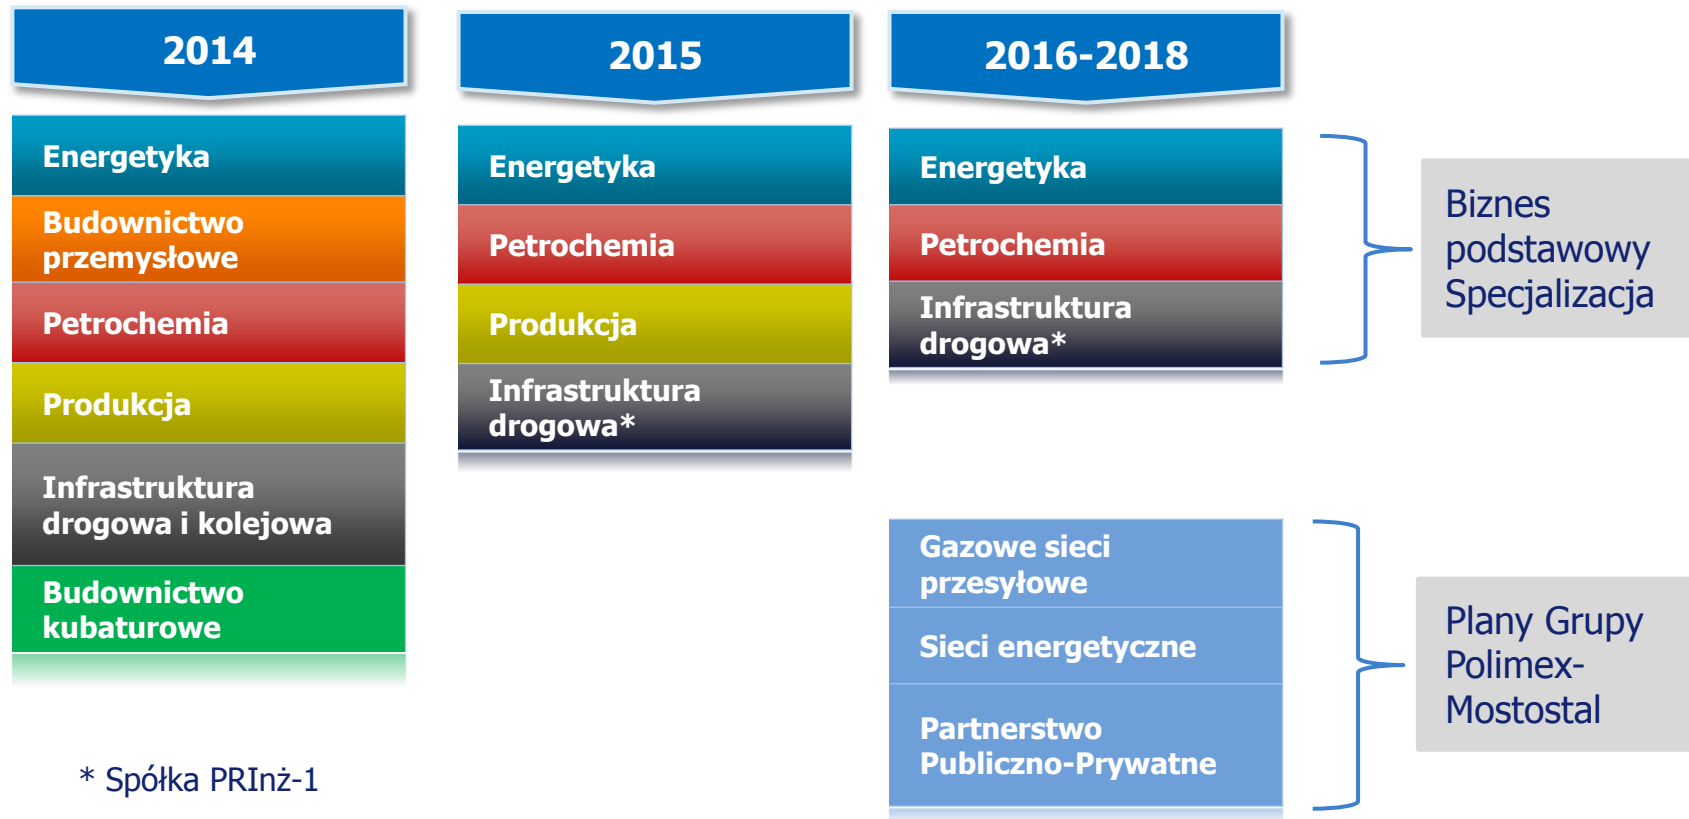 2014
Energetyka
Budownictwo
przemysłowe
Petrochemia
Produkcja
Infrastruktura
drogowa i kolejowa
Budownictwo
kubaturowe
2015
Energetyka
Petrochemia
Produkcja
Infrastruktura
drogowa*
2016-2018
Energetyka
Petrochemia
Infrastruktura
drogowa*
Biznes
podstawowy
Specjalizacja
Gazowe sieci
przesyłowe
Sieci energetyczne
Partnerstwo
Publiczno-Prywatne
Plany Grupy
Polimex-
Mostostal
* Spółka PRInż-1